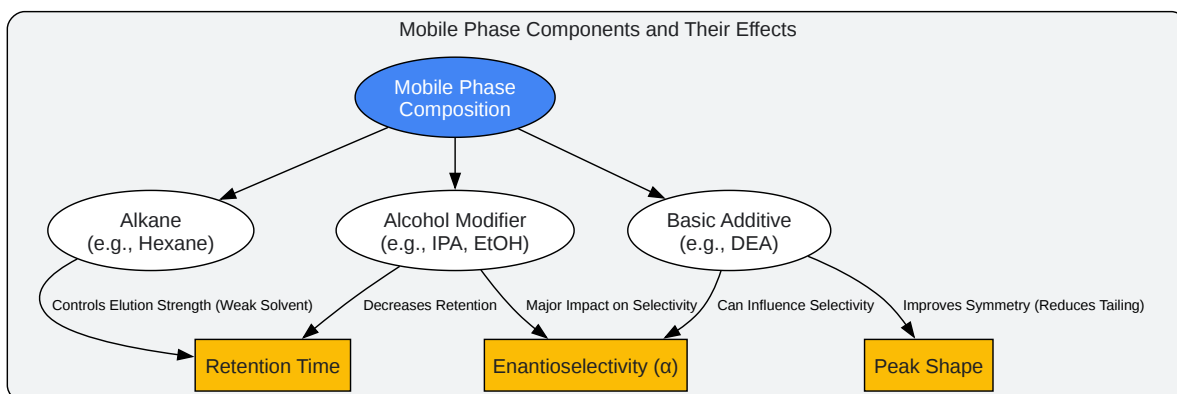 Mobile Phase Components and Their Effects
Mobile Phase
Composition
Alkane
(e.g., Hexane)
Alcohol Modifier
(e.g., IPA, EtOH)
Basic Additive
(e.g., DEA)
Controls Elution Strength (Weak Solvent)
Decreases Retention
Major Impact on Selectivity
Can Influence Selectivity
Improves Symmetry (Reduces Tailing)
Retention Time
Enantioselectivity (α)
Peak Shape